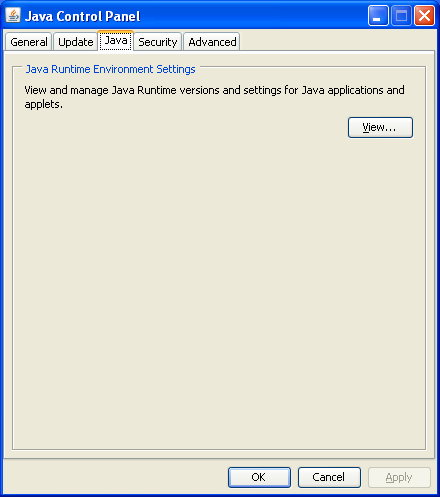 Java Control Panel
General Update Java Security Advanced
Java Runtime Environment Settings
View and manage Java Runtime versions and settings for Java applications and
applets.
View...
OK Cancel Apply